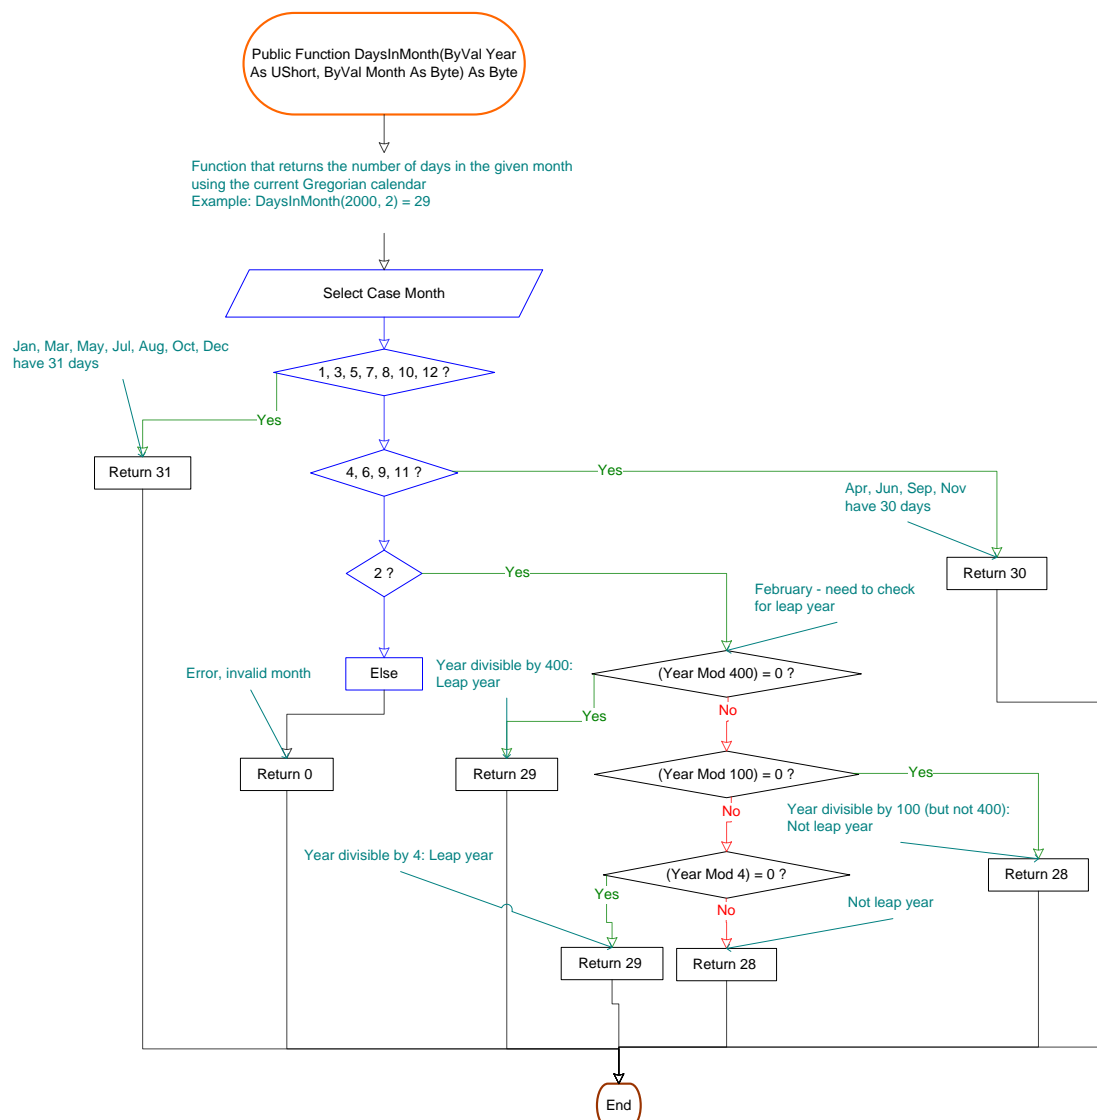 Public Function DaysInMonth(ByVal Year
As UShort, ByVal Month As Byte) As Byte
Function that returns the number of days in the given month
using the current Gregorian calendar
Example: DaysInMonth(2000, 2) = 29
Select Case Month
Jan, Mar, May, Jul, Aug, Oct, Dec
have 31 days
1, 3, 5, 7, 8, 10, 12 ?
Yes
Return 31
4, 6, 9, 11 ?
Yes
Apr, Jun, Sep, Nov
have 30 days
Return 30
2 ?
Yes
February - need to check
for leap year
Else
Error, invalid month
Return 0
Year divisible by 400:
Leap year
(Year Mod 400) = 0 ?
Yes
No
Return 29
(Year Mod 100) = 0 ?
Yes
No
Year divisible by 100 (but not 400):
Not leap year
Return 28
Year divisible by 4: Leap year
(Year Mod 4) = 0 ?
Yes
No
Not leap year
Return 29
Return 28
End